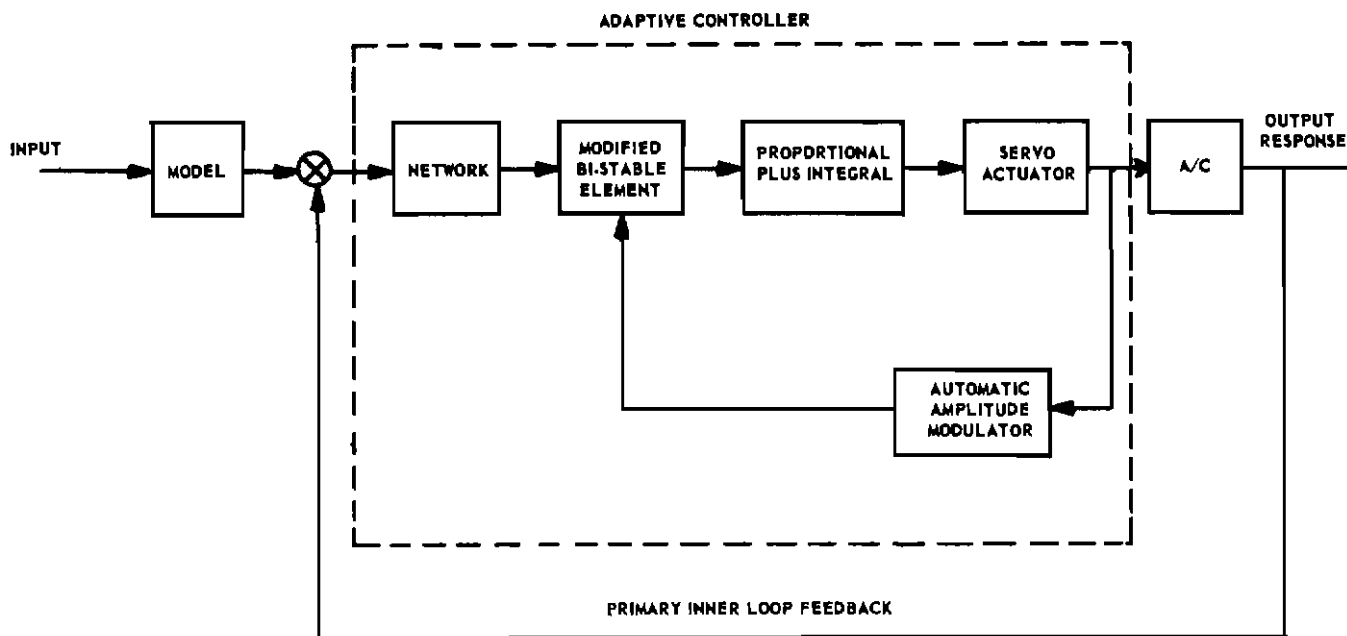 ADAPTIVE CONTROLLER
INPUT
MODEL
NETWORK
MODIFIED
BI-STABLE
ELEMENT
PROPDRTIONAL
PLUS INTEGRAL
SERVO
ACTUATOR
A/C
OUTPUT
RESPONSE
AUTOMATIC
AMPLITUDE
MODULATOR
PRIMARY INNER LOOP FEEDBACK